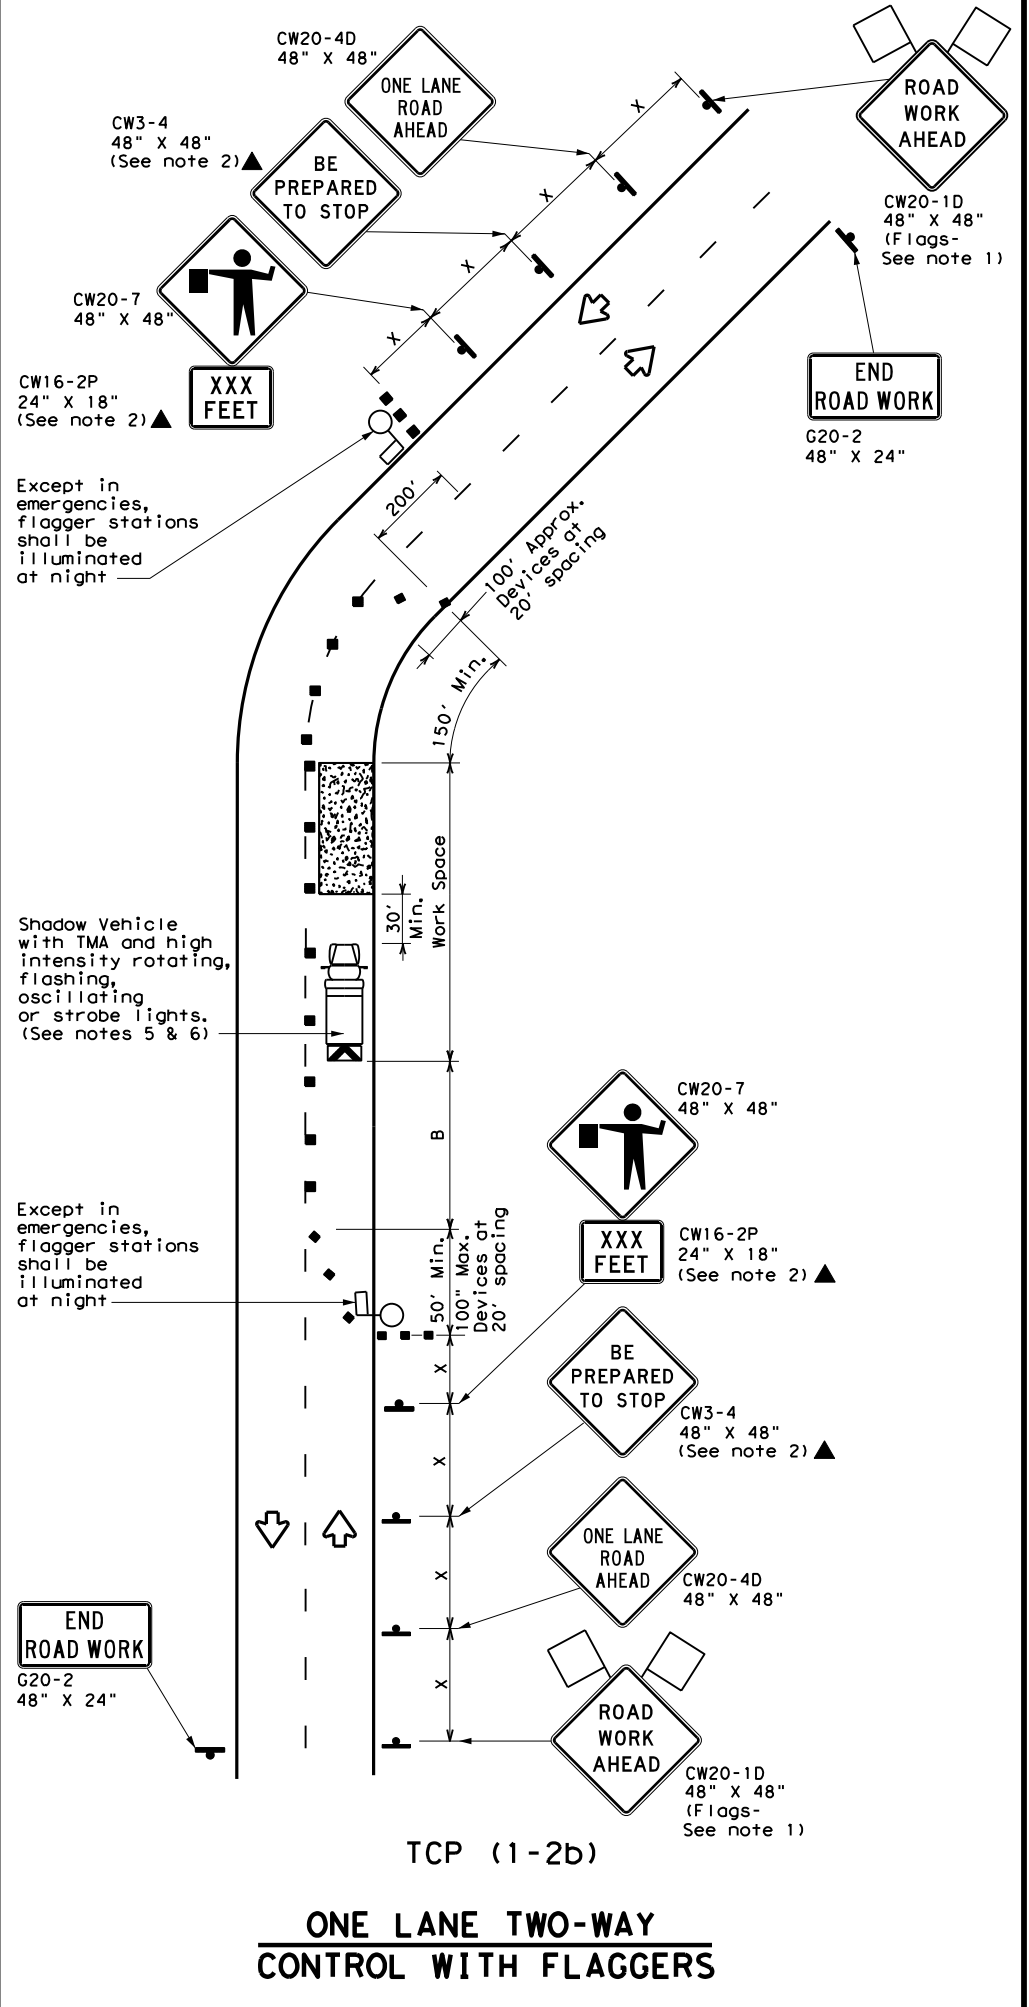 CW20-4D
48" X 48"
ONE LANE
ROAD
AHEAD
ROAD
WORK
AHEAD
CW20-1D
48" X 48"
(Flags-
See note 1)
CW3-4
48" X 48"
(See note 2)
BE
PREPARED
TO STOP
CW20-7
48" X 48"
CW16-2P
24" X 18"
(See note 2)
XXX
FEET
X
X
X
X
END
ROAD WORK
G20-2
48" X 24"
Except in
emergencies,
flagger stations
shall be
illuminated
at night
200'
100' Approx.
Devices at
20' spacing
150' Min.
Work Space
30'
Min.
Shadow Vehicle
with TMA and high
intensity rotating,
flashing,
oscillating
or strobe lights.
(See notes 5 & 6)
B
CW20-7
48" X 48"
XXX
FEET
CW16-2P
24" X 18"
(See note 2)
Except in
emergencies,
flagger stations
shall be
illuminated
at night
50' Min.
100" Max.
Devices at
20' spacing
X
X
X
X
BE
PREPARED
TO STOP
CW3-4
48" X 48"
(See note 2)
ONE LANE
ROAD
AHEAD
CW20-4D
48" X 48"
END
ROAD WORK
G20-2
48" X 24"
ROAD
WORK
AHEAD
CW20-1D
48" X 48"
(Flags-
See note 1)
TCP (1-2b)
ONE LANE TWO-WAY
CONTROL WITH FLAGGERS